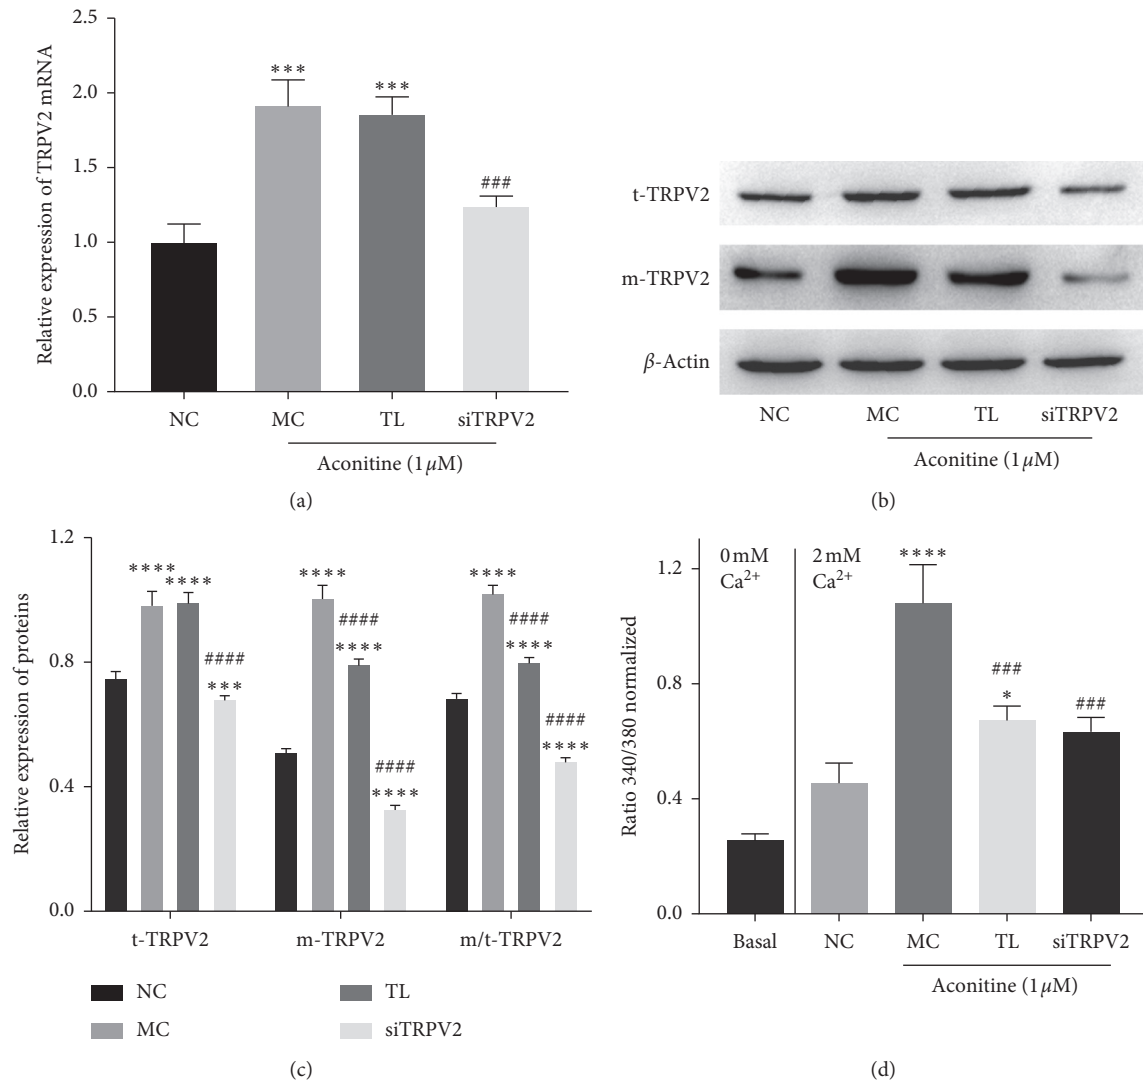 Relative expression of TRPV2 mRNA
2.5
2.0
1.5
1.0
0.5
0.0
***
***
###
NC MC TL siTRPV2
Aconitine (1 μM)
(a)
t-TRPV2
m-TRPV2
β-Actin
NC MC TL siTRPV2
Aconitine (1 μM)
(b)
Relative expression of proteins
1.2
0.8
0.4
0.0
****
****
####
***
****
####
****
####
****
****
####
****
####
****
t-TRPV2 m-TRPV2 m/t-TRPV2
NC
MC
TL
siTRPV2
(c)
Ratio 340/380 normalized
1.2
0.8
0.4
0.0
0 mM
Ca²⁺
2 mM
Ca²⁺
****
###
*
###
Basal NC MC TL siTRPV2
Aconitine (1 μM)
(d)